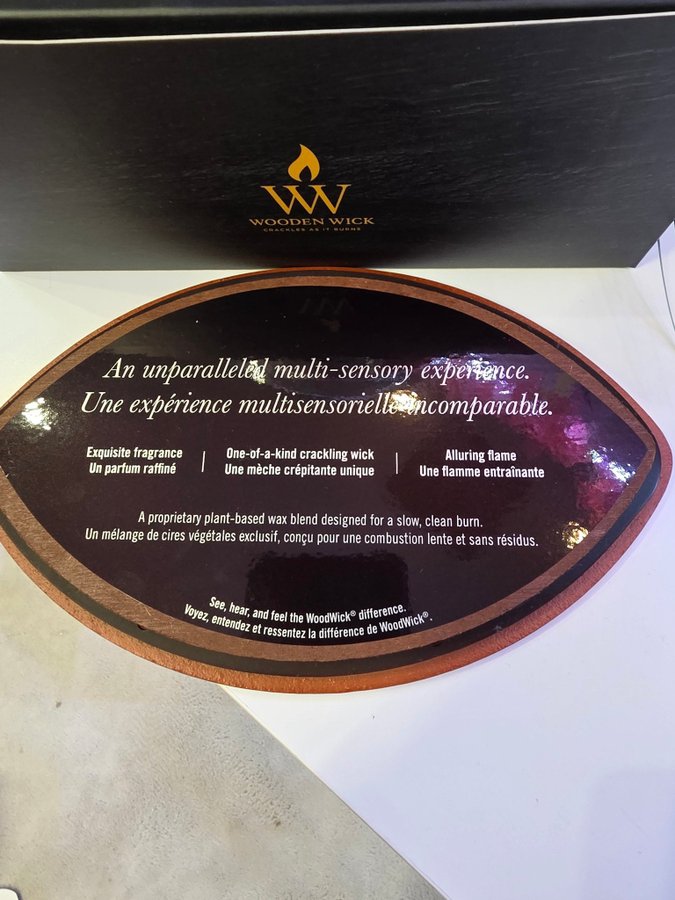 W
WOODEN WICK
CRACKLES AS IT BURNS
An unparalleled multi-sensory experience.
Une expérience multisensorielle incomparable.
Exquisite fragrance
Un parfum raffiné
One-of-a-kind crackling wick
Une mèche crépitante unique
Alluring flame
Une flamme entraînante
A proprietary plant-based wax blend designed for a slow, clean burn.
Un mélange de cires végétales exclusif, conçu pour une combustion lente et sans résidus.
See, hear, and feel the WoodWick® difference.
Voyez, entendez et ressentez la différence de WoodWick®.